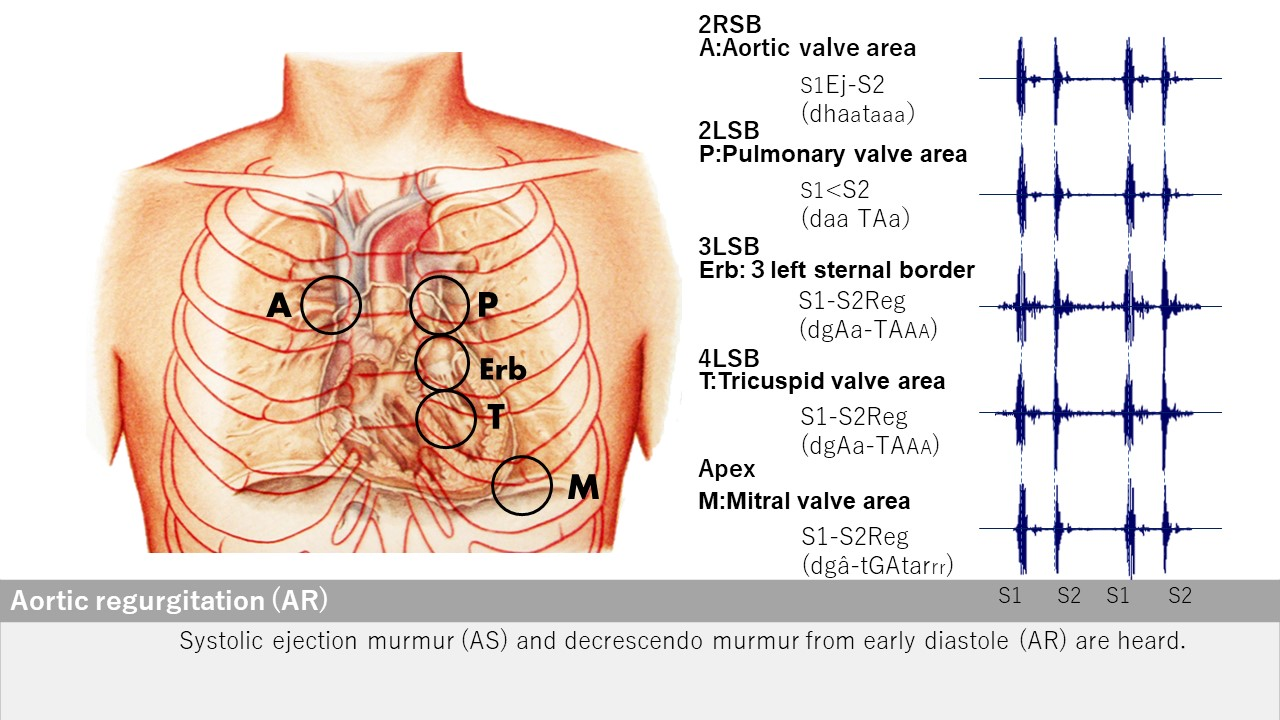 2RSB
A:Aortic valve area
S1Ej-S2
(dhaataaa)
2LSB
P:Pulmonary valve area
S1<S2
(daa TAa)
3LSB
Erb: 3 left sternal border
S1-S2Reg
(dgAa-TAAA)
4LSB
T:Tricuspid valve area
S1-S2Reg
(dgAa-TAAA)
Apex
M:Mitral valve area
S1-S2Reg
(dgâ-tGAtarrr)
A
P
Erb
T
M
S1 S2 S1 S2
Aortic regurgitation (AR)
Systolic ejection murmur (AS) and decrescendo murmur from early diastole (AR) are heard.